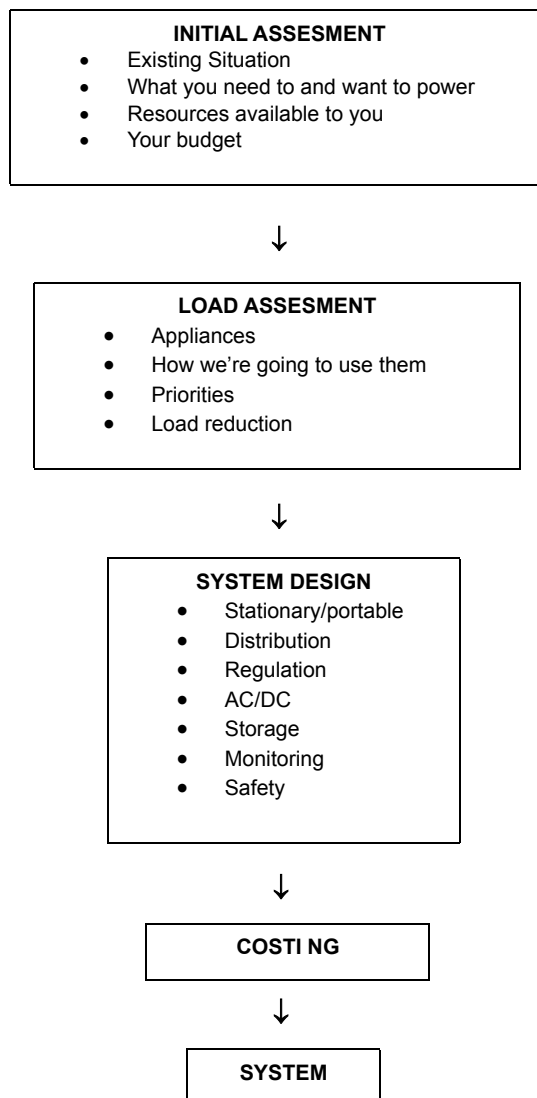 INITIAL ASSESMENT
• Existing Situation
• What you need to and want to power
• Resources available to you
• Your budget
↓
LOAD ASSESMENT
• Appliances
• How we're going to use them
• Priorities
• Load reduction
↓
SYSTEM DESIGN
• Stationary/portable
• Distribution
• Regulation
• AC/DC
• Storage
• Monitoring
• Safety
↓
COSTI NG
↓
SYSTEM